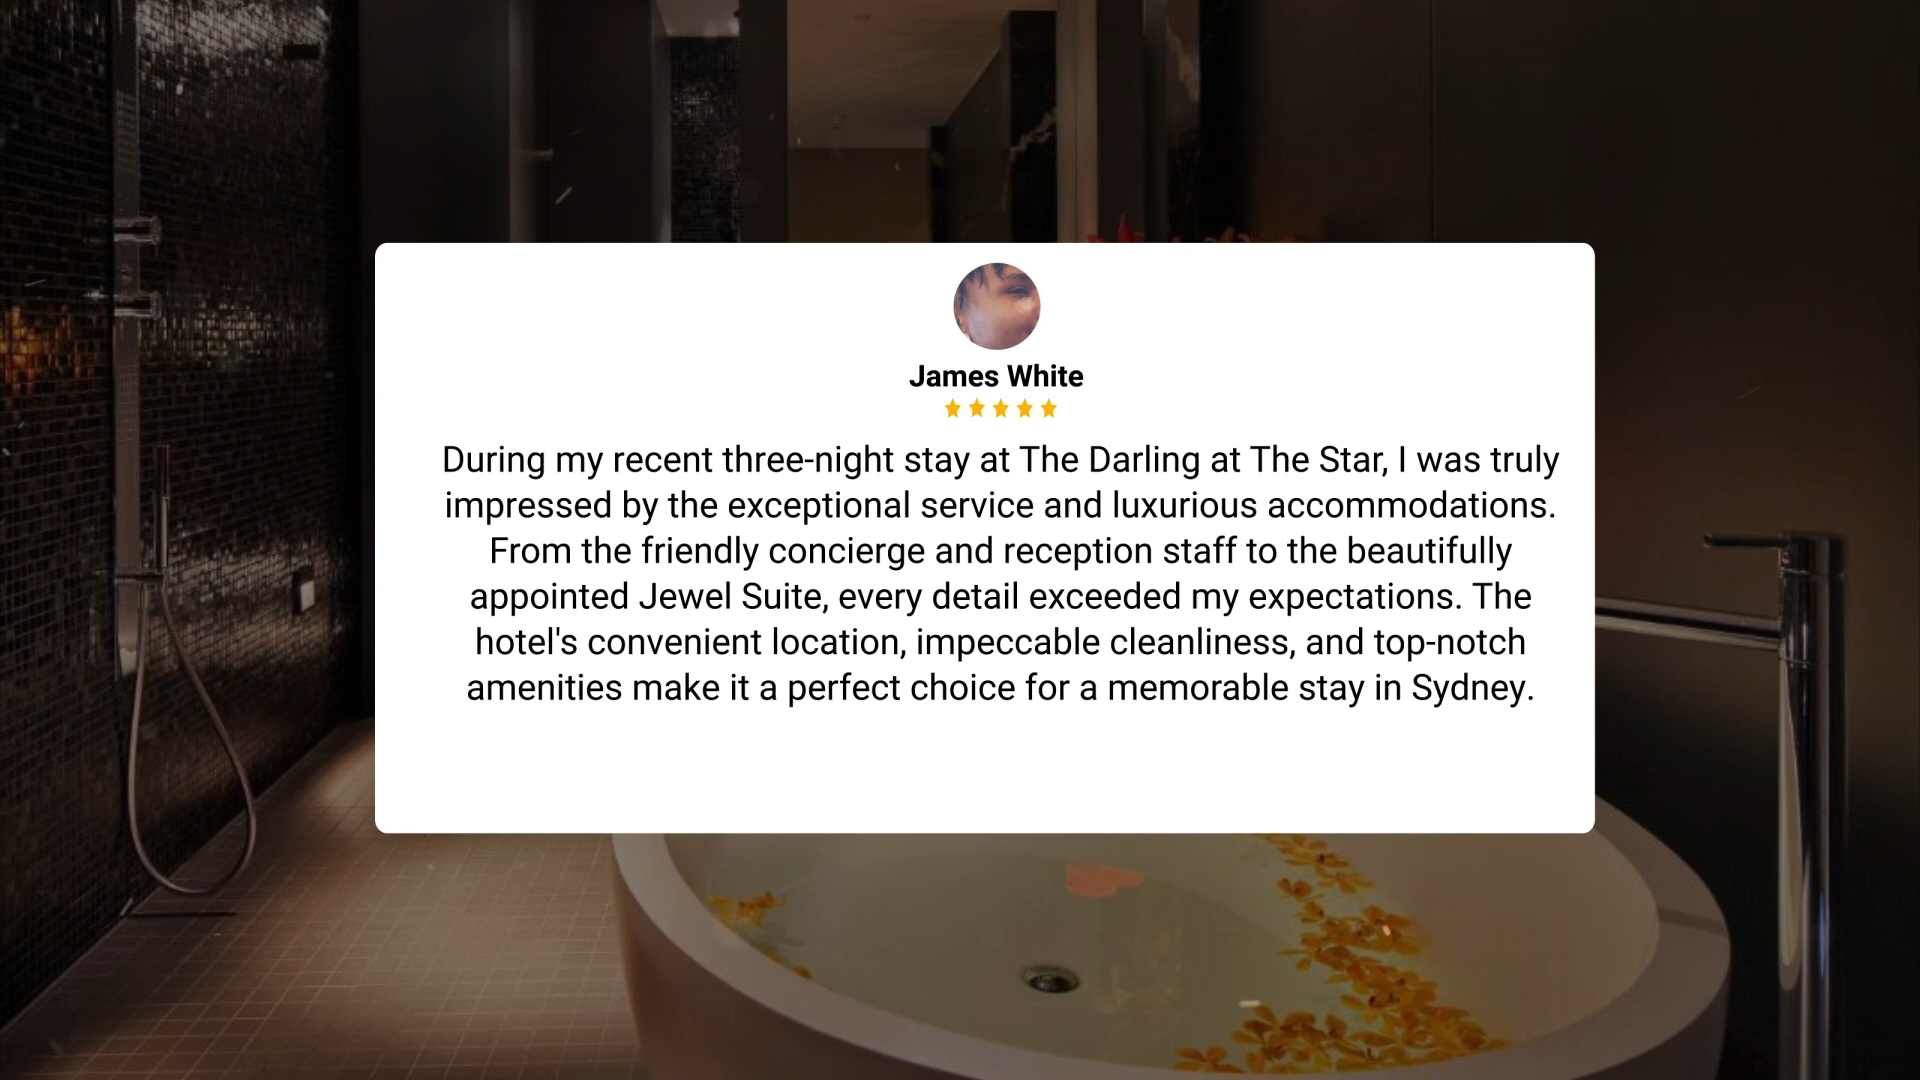 James White
During my recent three-night stay at The Darling at The Star, I was truly
impressed by the exceptional service and luxurious accommodations.
From the friendly concierge and reception staff to the beautifully
appointed Jewel Suite, every detail exceeded my expectations. The
hotel's convenient location, impeccable cleanliness, and top-notch
amenities make it a perfect choice for a memorable stay in Sydney.